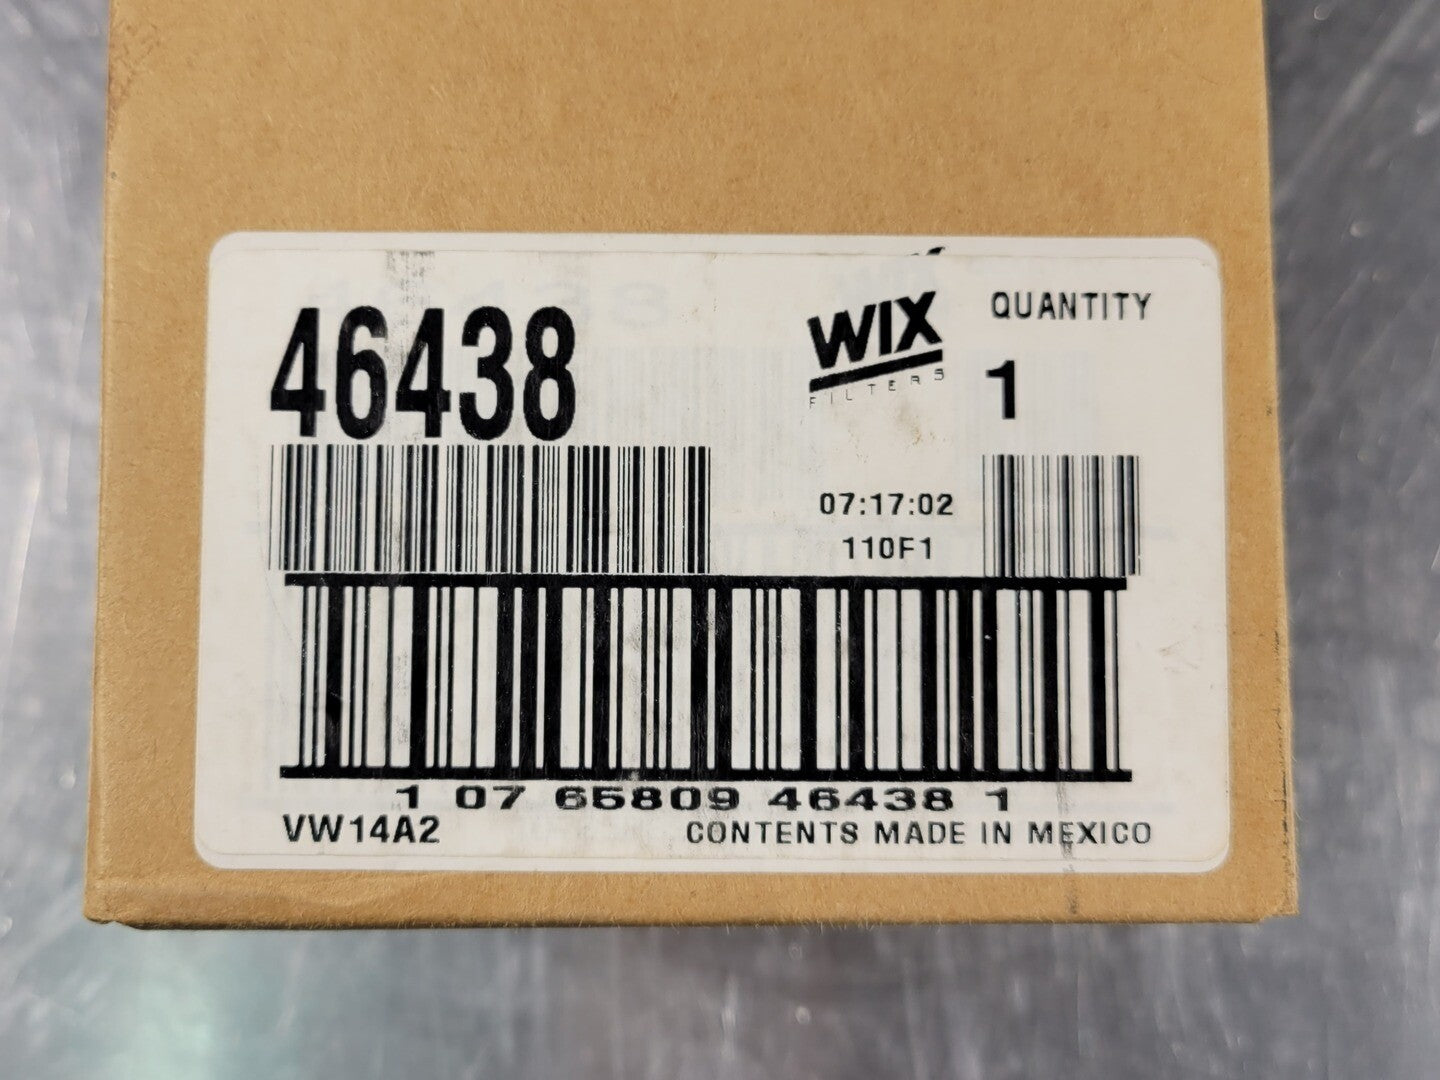 46438
WIX
FILTERS
QUANTITY
1
07:17:02
110F1
1 07 65809 46438 1
VW14A2
CONTENTS MADE IN MEXICO